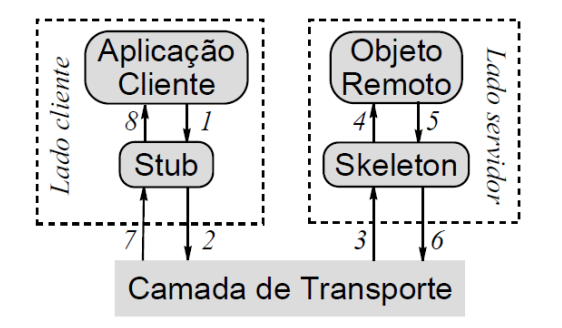 Lado cliente
Aplicação
Cliente
8
1
Stub
7
2
Objeto
Remoto
4
5
Skeleton
3
6
Lado servidor
Camada de Transporte